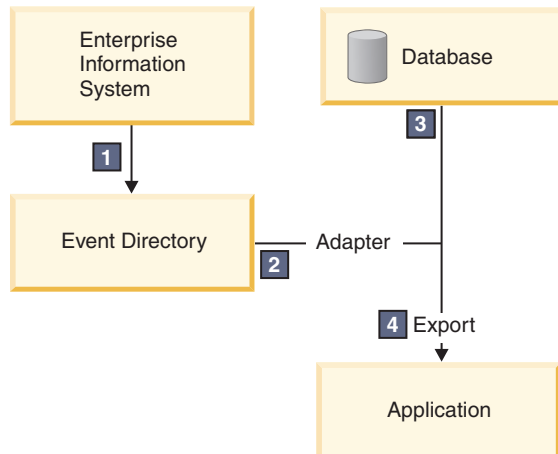 Enterprise
Information
System
Database
1
3
Event Directory
Adapter
2
4 Export
Application